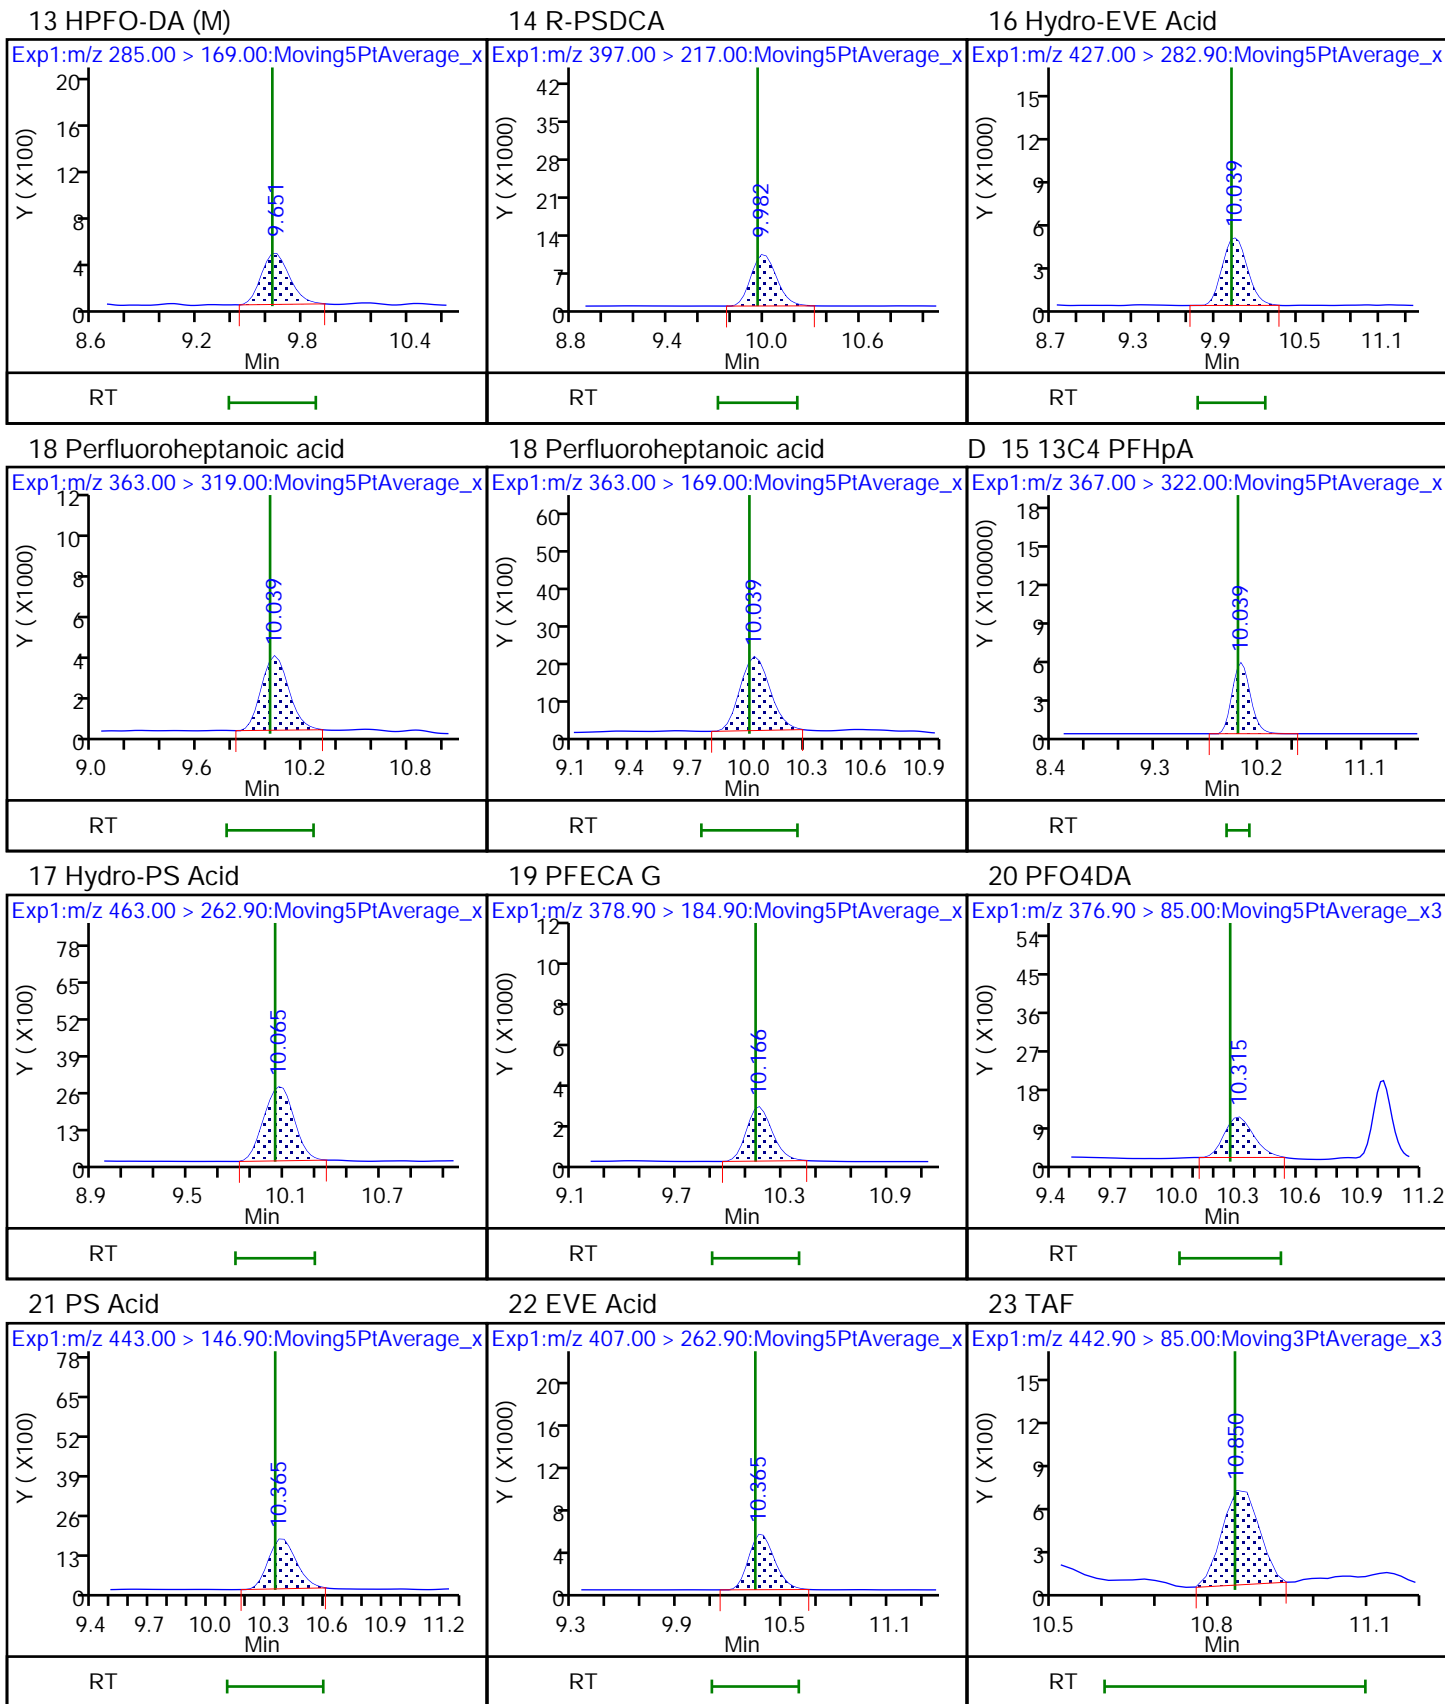 13 HPFO-DA (M)
Exp1:m/z 285.00 > 169.00:Moving5PtAverage_x
Y ( X100)
20
16
12
8
4
0
9.651
8.6 9.2 9.8 10.4
Min
RT
14 R-PSDCA
Exp1:m/z 397.00 > 217.00:Moving5PtAverage_x
Y ( X1000)
42
35
28
21
14
7
0
9.982
8.8 9.4 10.0 10.6
Min
RT
16 Hydro-EVE Acid
Exp1:m/z 427.00 > 282.90:Moving5PtAverage_x
Y ( X1000)
15
12
9
6
3
0
10.039
8.7 9.3 9.9 10.5 11.1
Min
RT
18 Perfluoroheptanoic acid
Exp1:m/z 363.00 > 319.00:Moving5PtAverage_x
Y ( X1000)
12
10
8
6
4
2
0
10.039
9.0 9.6 10.2 10.8
Min
RT
18 Perfluoroheptanoic acid
Exp1:m/z 363.00 > 169.00:Moving5PtAverage_x
Y ( X100)
60
50
40
30
20
10
0
10.039
9.1 9.4 9.7 10.0 10.3 10.6 10.9
Min
RT
D 15 13C4 PFHpA
Exp1:m/z 367.00 > 322.00:Moving5PtAverage_x
Y ( X100000)
18
15
12
9
6
3
0
10.039
8.4 9.3 10.2 11.1
Min
RT
17 Hydro-PS Acid
Exp1:m/z 463.00 > 262.90:Moving5PtAverage_x
Y ( X100)
78
65
52
39
26
13
0
10.065
8.9 9.5 10.1 10.7
Min
RT
19 PFECA G
Exp1:m/z 378.90 > 184.90:Moving5PtAverage_x
Y ( X1000)
12
10
8
6
4
2
0
10.166
9.1 9.7 10.3 10.9
Min
RT
20 PFO4DA
Exp1:m/z 376.90 > 85.00:Moving5PtAverage_x3
Y ( X100)
54
45
36
27
18
9
0
10.315
9.4 9.7 10.0 10.3 10.6 10.9 11.2
Min
RT
21 PS Acid
Exp1:m/z 443.00 > 146.90:Moving5PtAverage_x
Y ( X100)
78
65
52
39
26
13
0
10.365
9.4 9.7 10.0 10.3 10.6 10.9 11.2
Min
RT
22 EVE Acid
Exp1:m/z 407.00 > 262.90:Moving5PtAverage_x
Y ( X1000)
20
16
12
8
4
0
10.365
9.3 9.9 10.5 11.1
Min
RT
23 TAF
Exp1:m/z 442.90 > 85.00:Moving3PtAverage_x3
Y ( X100)
15
12
9
6
3
0
10.850
10.5 10.8 11.1
Min
RT